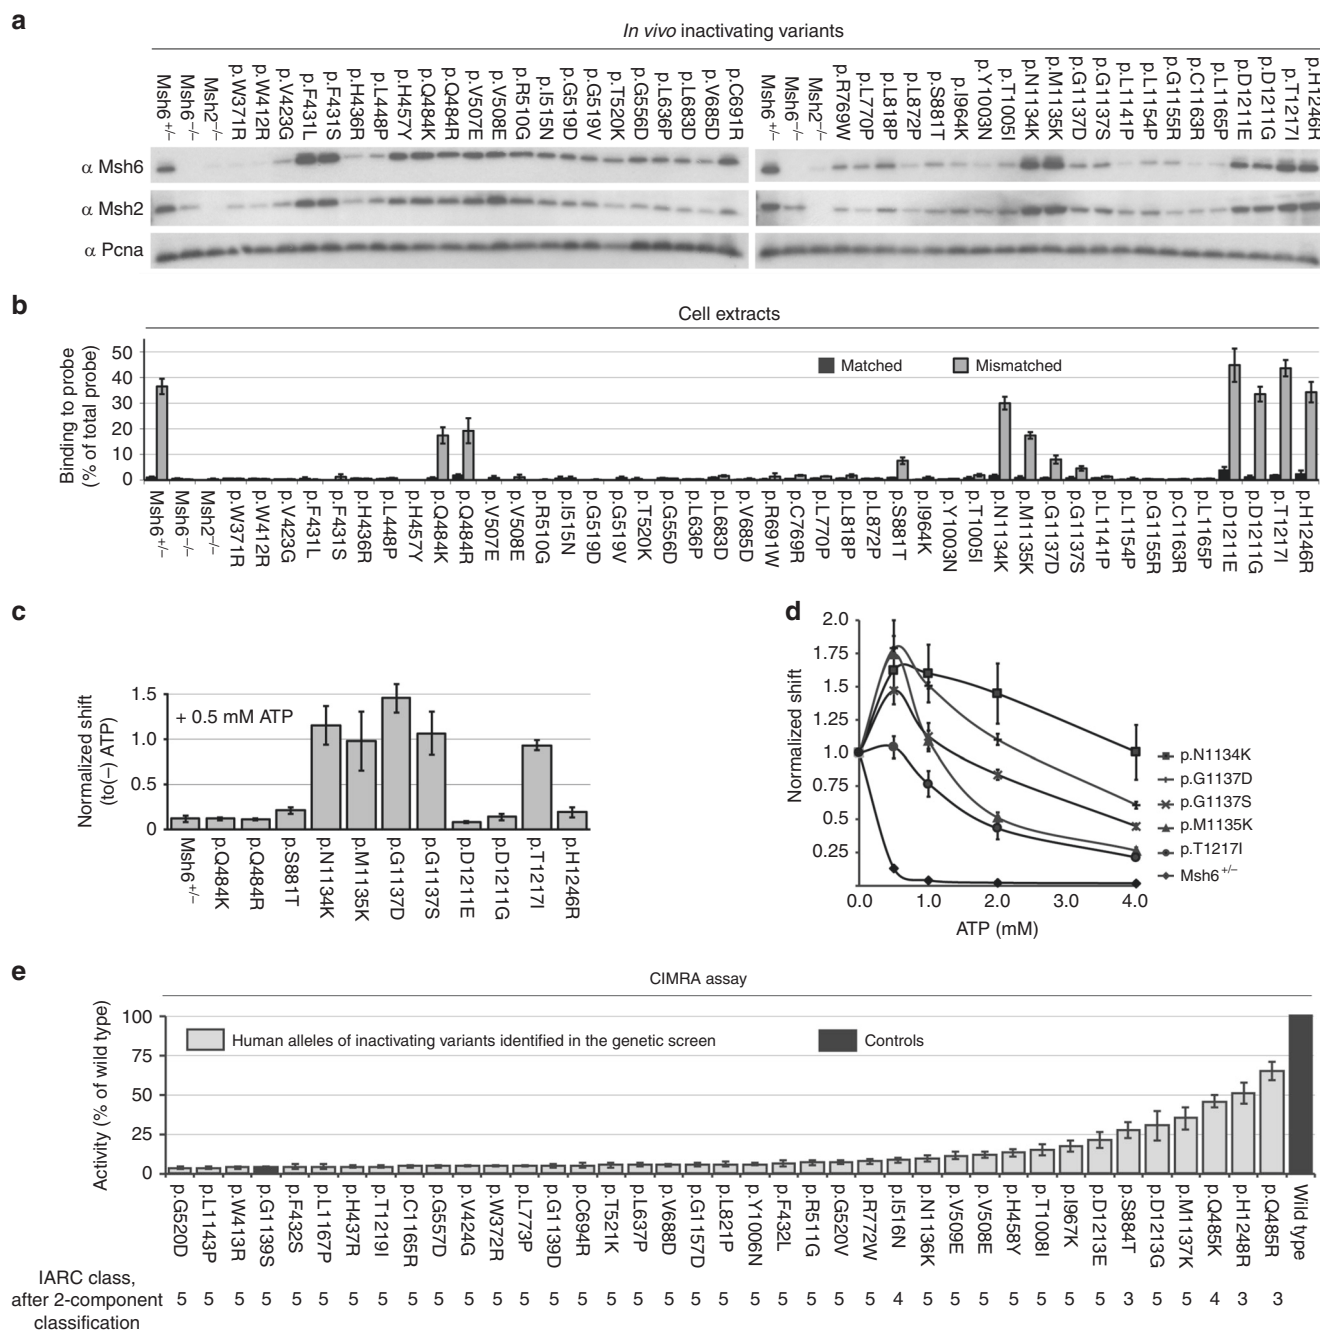 a
In vivo inactivating variants
Msh6+/–
Msh6–/–
Msh2–/–
p.W371R
p.W412R
p.V423G
p.F431L
p.F431S
p.H436R
p.L448P
p.H457Y
p.Q484K
p.Q484R
p.V507E
p.V508E
p.R510G
p.I515N
p.G519D
p.G519V
p.T520K
p.G556D
p.L636P
p.L683D
p.V685D
p.C691R
Msh6+/–
Msh6–/–
Msh2–/–
p.R769W
p.L770P
p.L818P
p.L872P
p.S881T
p.I964K
p.Y1003N
p.T1005I
p.N1134K
p.M1135K
p.G1137D
p.G1137S
p.L1141P
p.L1154P
p.G1155R
p.C1163R
p.L1165P
p.D1211E
p.D1211G
p.T1217I
p.H1246R
α Msh6
α Msh2
α Pcna
b
Cell extracts
Binding to probe
(% of total probe)
50
40
30
20
10
0
Matched
Mismatched
Msh6+/–
Msh6–/–
Msh2–/–
p.W371R
p.W412R
p.V423G
p.F431L
p.F431S
p.H436R
p.L448P
p.H457Y
p.Q484K
p.Q484R
p.V507E
p.V508E
p.R510G
p.I515N
p.G519D
p.G519V
p.T520K
p.G556D
p.L636P
p.L683D
p.V685D
p.R691W
p.C769R
p.L770P
p.L818P
p.L872P
p.S881T
p.I964K
p.Y1003N
p.T1005I
p.N1134K
p.M1135K
p.G1137D
p.G1137S
p.L1141P
p.L1154P
p.G1155R
p.C1163R
p.L1165P
p.D1211E
p.D1211G
p.T1217I
p.H1246R
c
Normalized shift
(to(–) ATP)
1.5
1.0
0.5
0
+ 0.5 mM ATP
Msh6+/–
p.Q484K
p.Q484R
p.S881T
p.N1134K
p.M1135K
p.G1137D
p.G1137S
p.D1211E
p.D1211G
p.T1217I
p.H1246R
d
Normalized shift
2.0
1.75
1.5
1.25
1.0
0.75
0.5
0.25
0.0 1.0 2.0 3.0 4.0
ATP (mM)
p.N1134K
p.G1137D
p.G1137S
p.M1135K
p.T1217I
Msh6+/–
e
CIMRA assay
Activity (% of wild type)
100
75
50
25
0
Human alleles of inactivating variants identified in the genetic screen
Controls
p.G520D
p.L1143P
p.W413R
p.G1139S
p.F432S
p.L1167P
p.H437R
p.T1219I
p.C1165R
p.G557D
p.V424G
p.W372R
p.L773P
p.G1139D
p.C694R
p.T521K
p.L637P
p.V688D
p.G1157D
p.L821P
p.Y1006N
p.F432L
p.R511G
p.G520V
p.R772W
p.I516N
p.N1136K
p.V509E
p.V508E
p.H458Y
p.T1008I
p.I967K
p.D1213E
p.S884T
p.D1213G
p.M1137K
p.Q485K
p.H1248R
p.Q485R
Wild type
IARC class,
after 2-component
classification
5 5 5 5 5 5 5 5 5 5 5 5 5 5 5 5 5 5 5 5 5 5 5 5 5 4 5 5 5 5 5 5 5 3 5 5 4 3 3